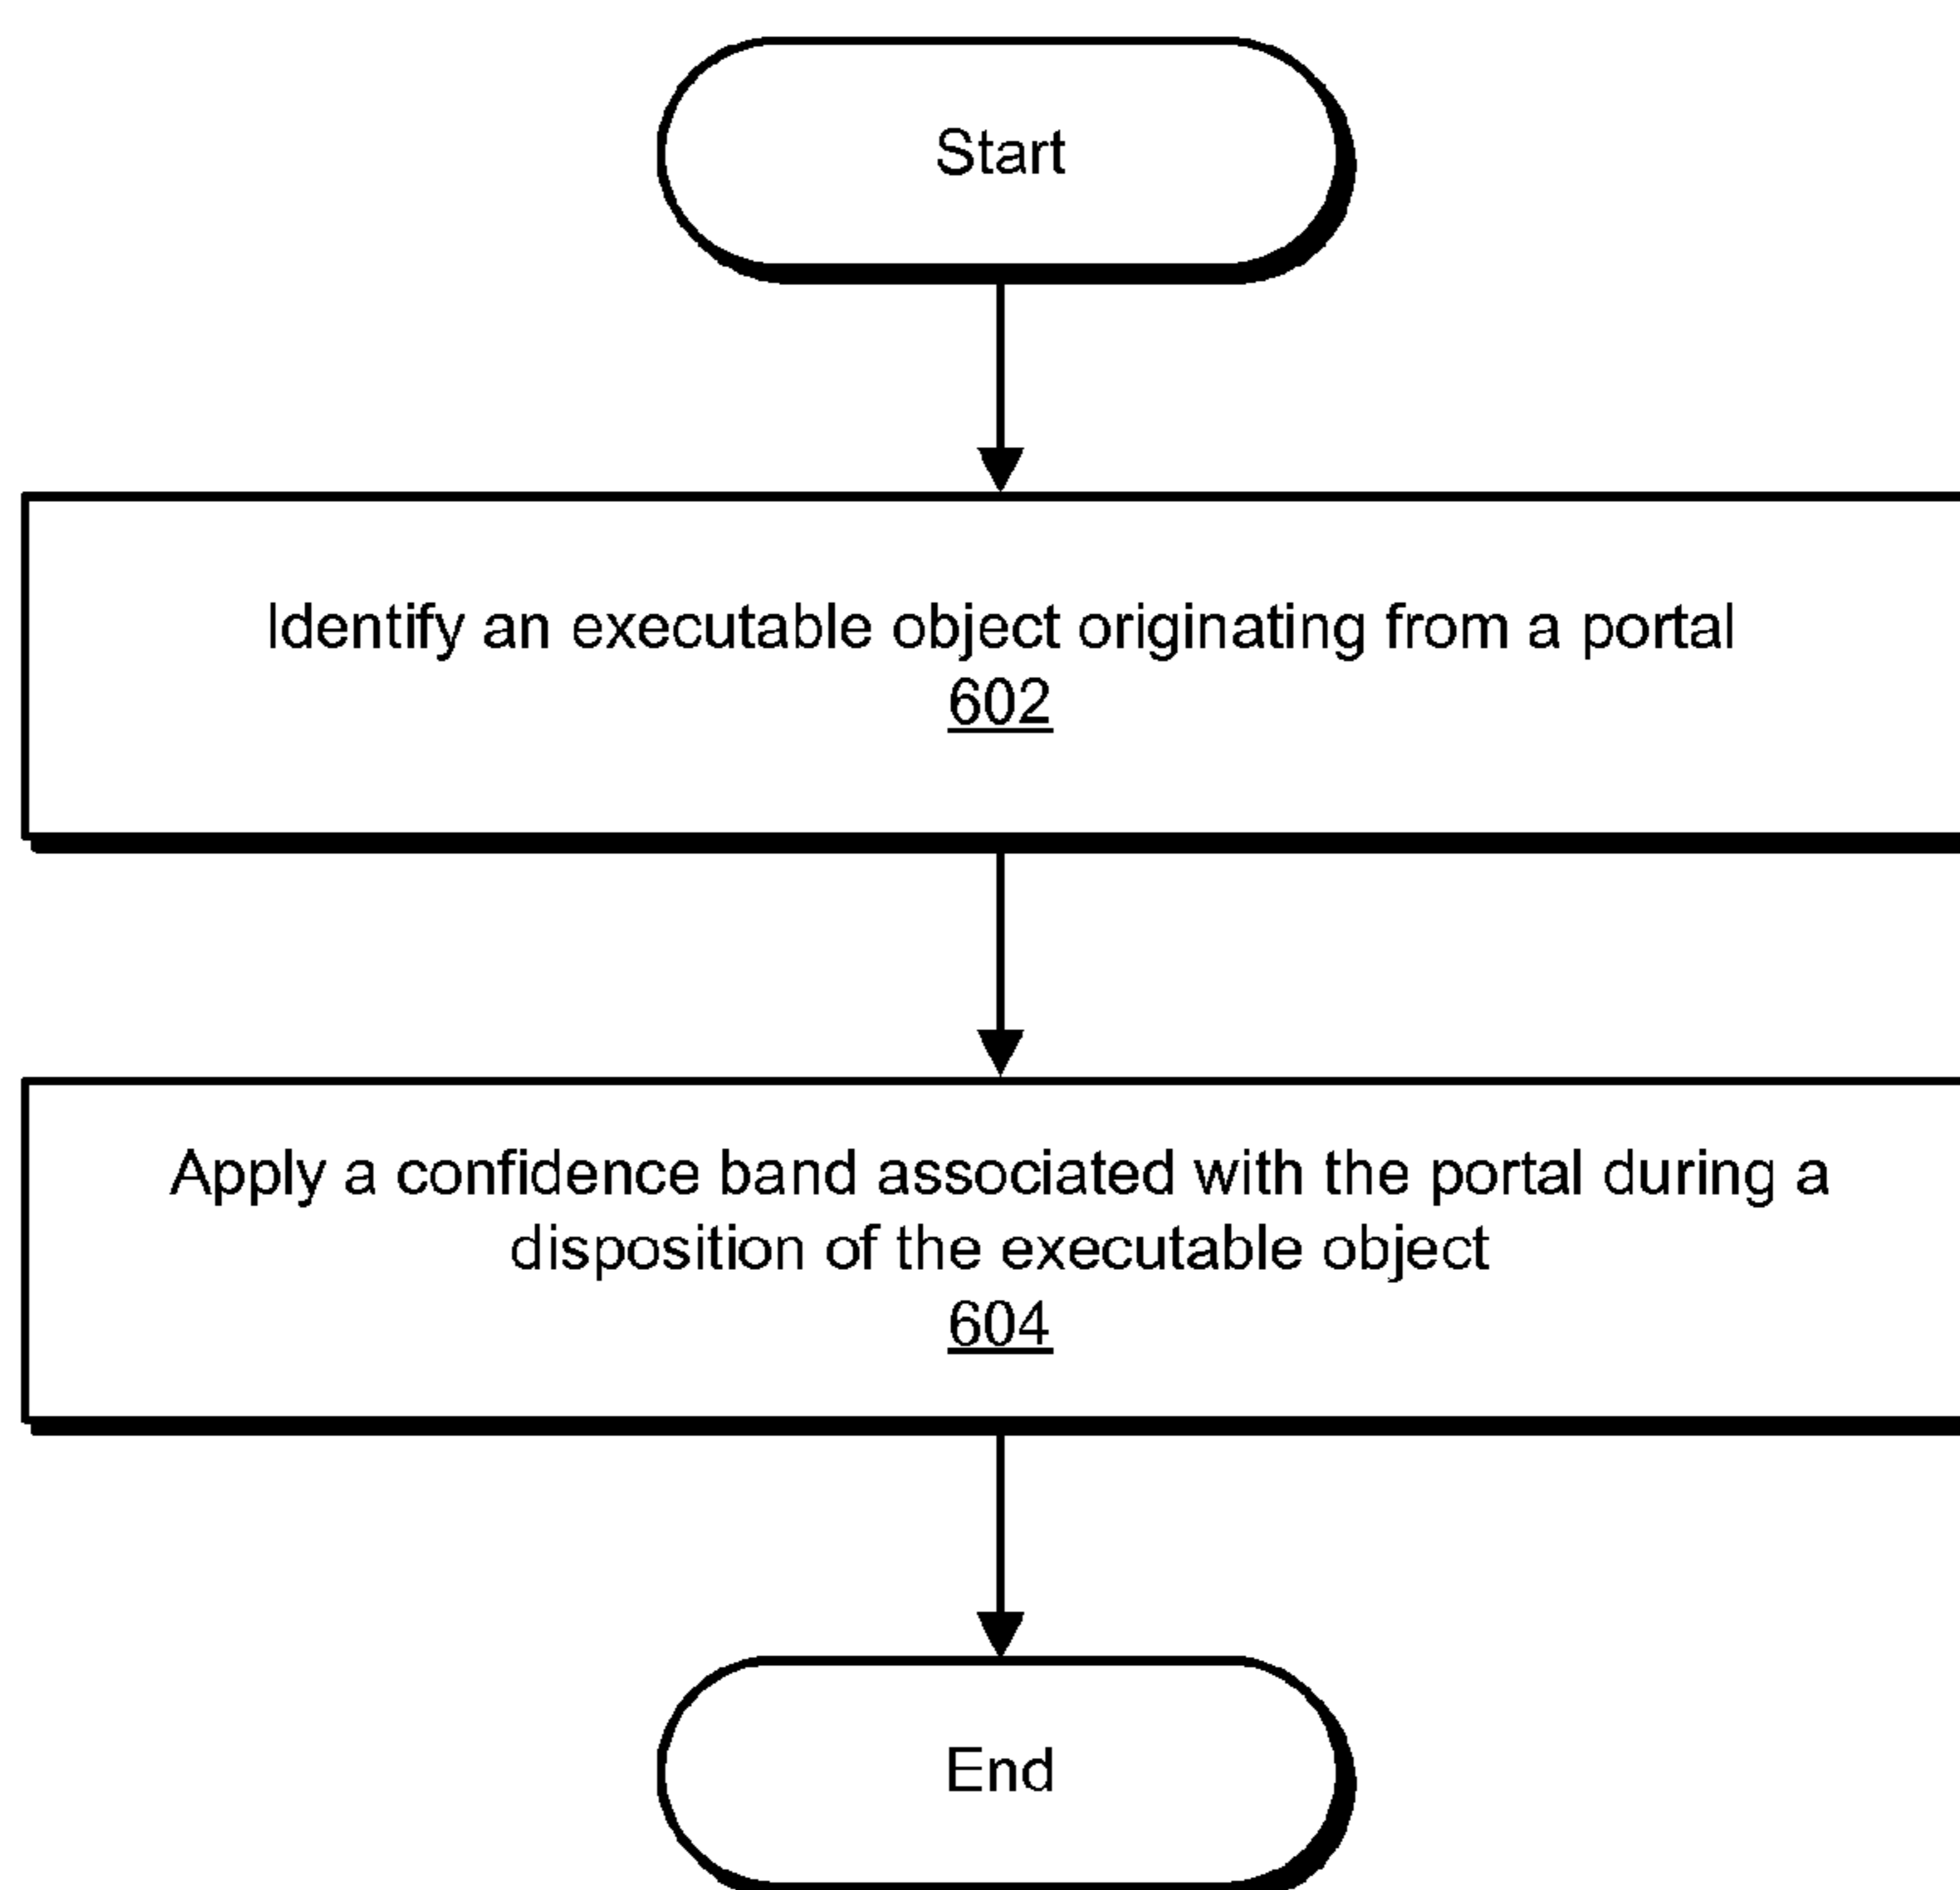 Start
Identify an executable object originating from a portal
602
Apply a confidence band associated with the portal during a
disposition of the executable object
604
End